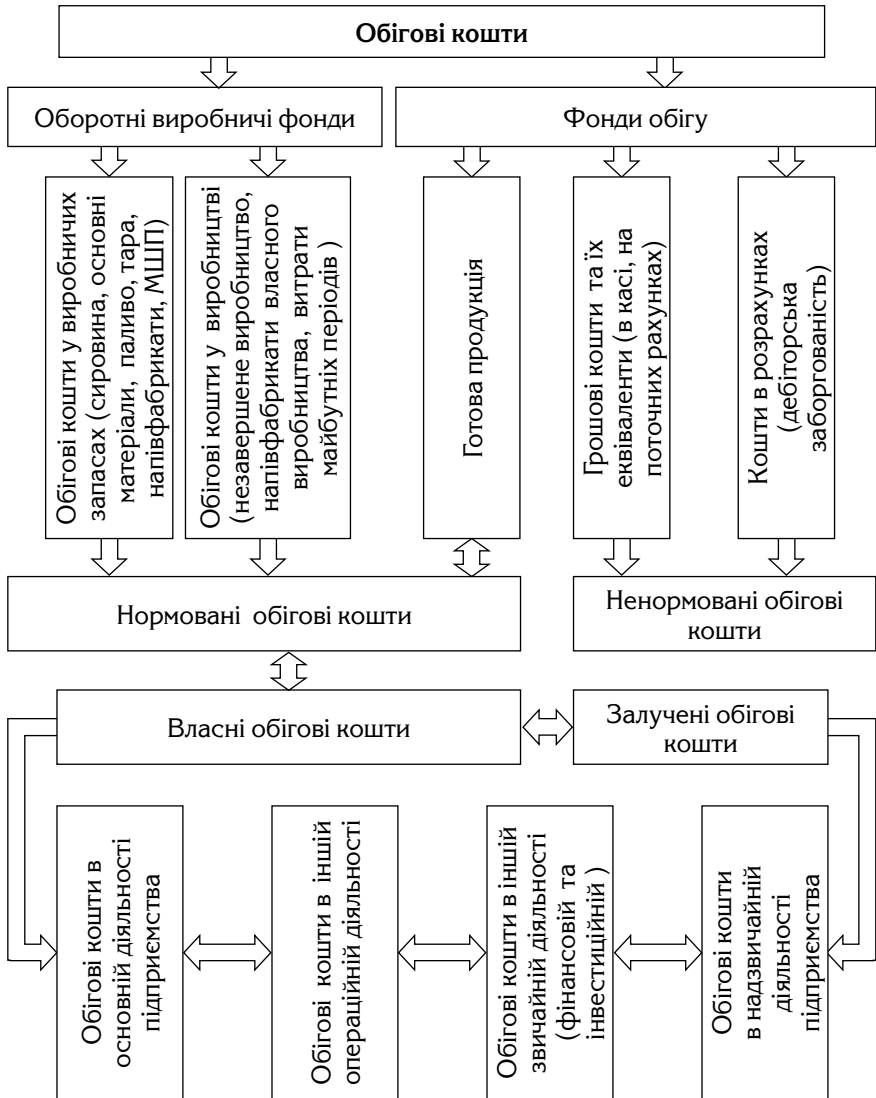 Обігові кошти
Оборотні виробничі фонди
Фонди обігу
Обігові кошти у виробничих
запасах (сировина, основні
матеріали, паливо, тара,
напівфабрикати, МШП)
Обігові кошти у виробництві
(незавершене виробництво,
напівфабрикати власного
виробництва, витрати
майбутніх періодів )
Готова продукція
Грошові кошти та їх
еквіваленти (в касі, на
поточних рахунках)
Кошти в розрахунках
(дебіторська
заборгованість)
Нормовані обігові кошти
Ненормовані обігові
кошти
Власні обігові кошти
Залучені обігові
кошти
Обігові кошти в
основній діяльності
підприємства
Обігові кошти в іншій
операційній діяльності
Обігові кошти в іншій
звичайній діяльності
(фінансовій та
інвестиційній )
Обігові кошти
в надзвичайній
діяльності
підприємства